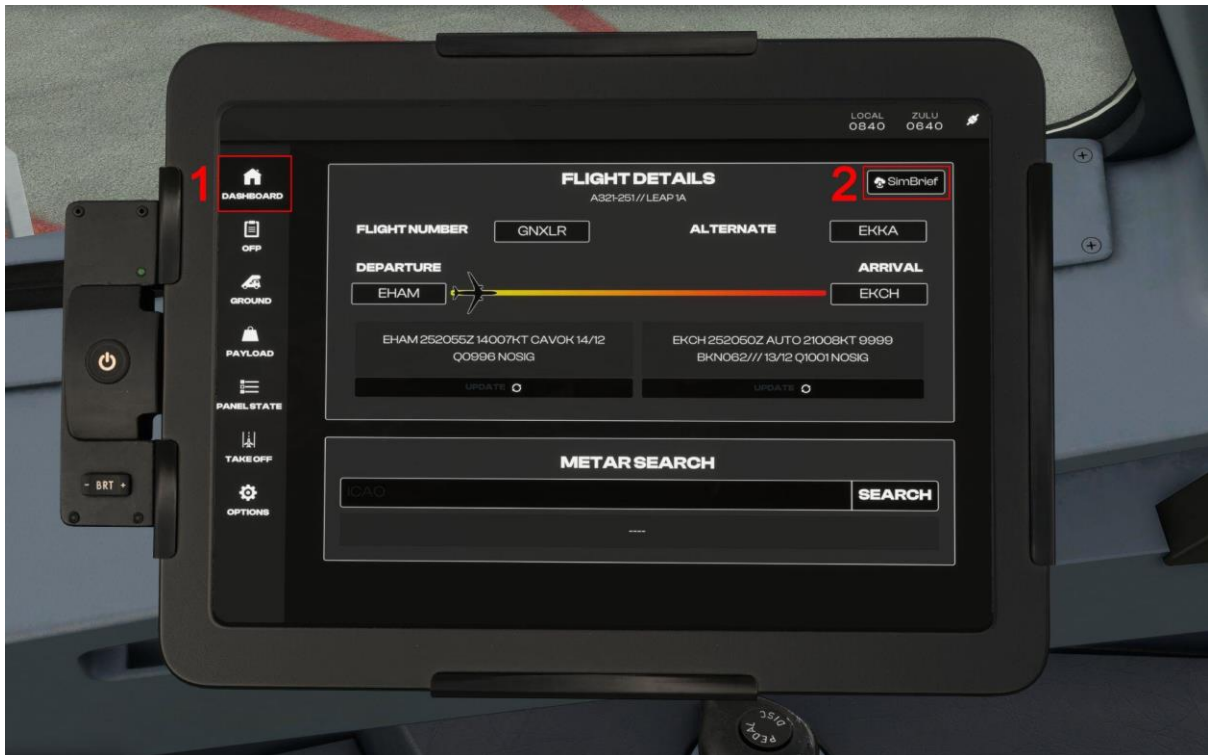 LOCAL ZULU
0840 0640
1
DASHBOARD
FLIGHT DETAILS
2
SimBrief
A321-251 // LEAP 1A
OFP
FLIGHT NUMBER GNXLR ALTERNATE EKKA
DEPARTURE ARRIVAL
GROUND
EHAM EKCH
PAYLOAD
EHAM 252055Z 14007KT CAVOK 14/12
Q0996 NOSIG
EKCH 252050Z AUTO 21008KT 9999
BKN062/// 13/12 Q1001 NOSIG
UPDATE UPDATE
PANEL STATE
TAKE OFF
METAR SEARCH
- BRT +
ICAO SEARCH
OPTIONS
----
PEDAL
DISC